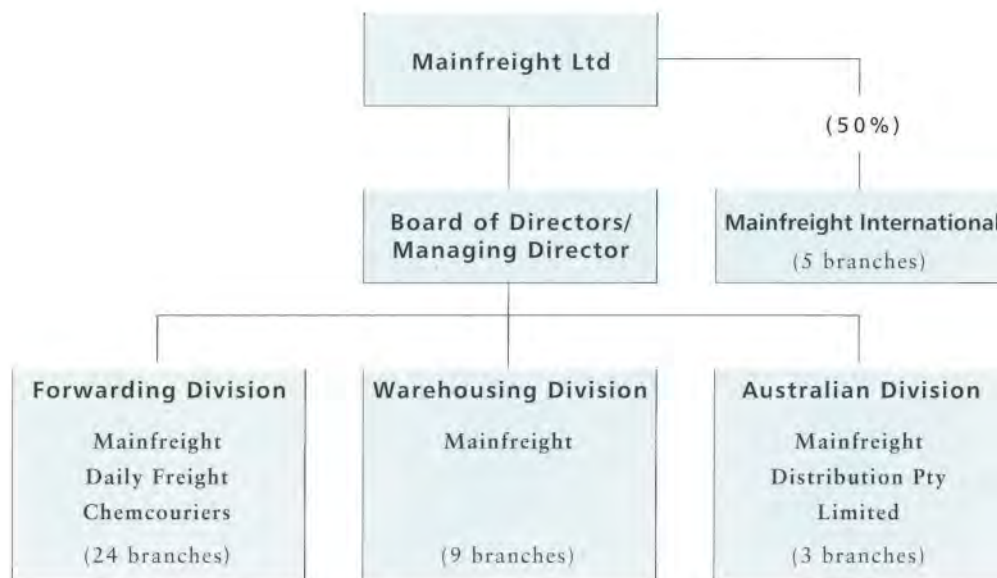 Mainfreight Ltd
(50%)
Board of Directors/
Managing Director
Mainfreight International
(5 branches)
Forwarding Division
Mainfreight
Daily Freight
Chemcouriers
(24 branches)
Warehousing Division
Mainfreight
(9 branches)
Australian Division
Mainfreight
Distribution Pty
Limited
(3 branches)